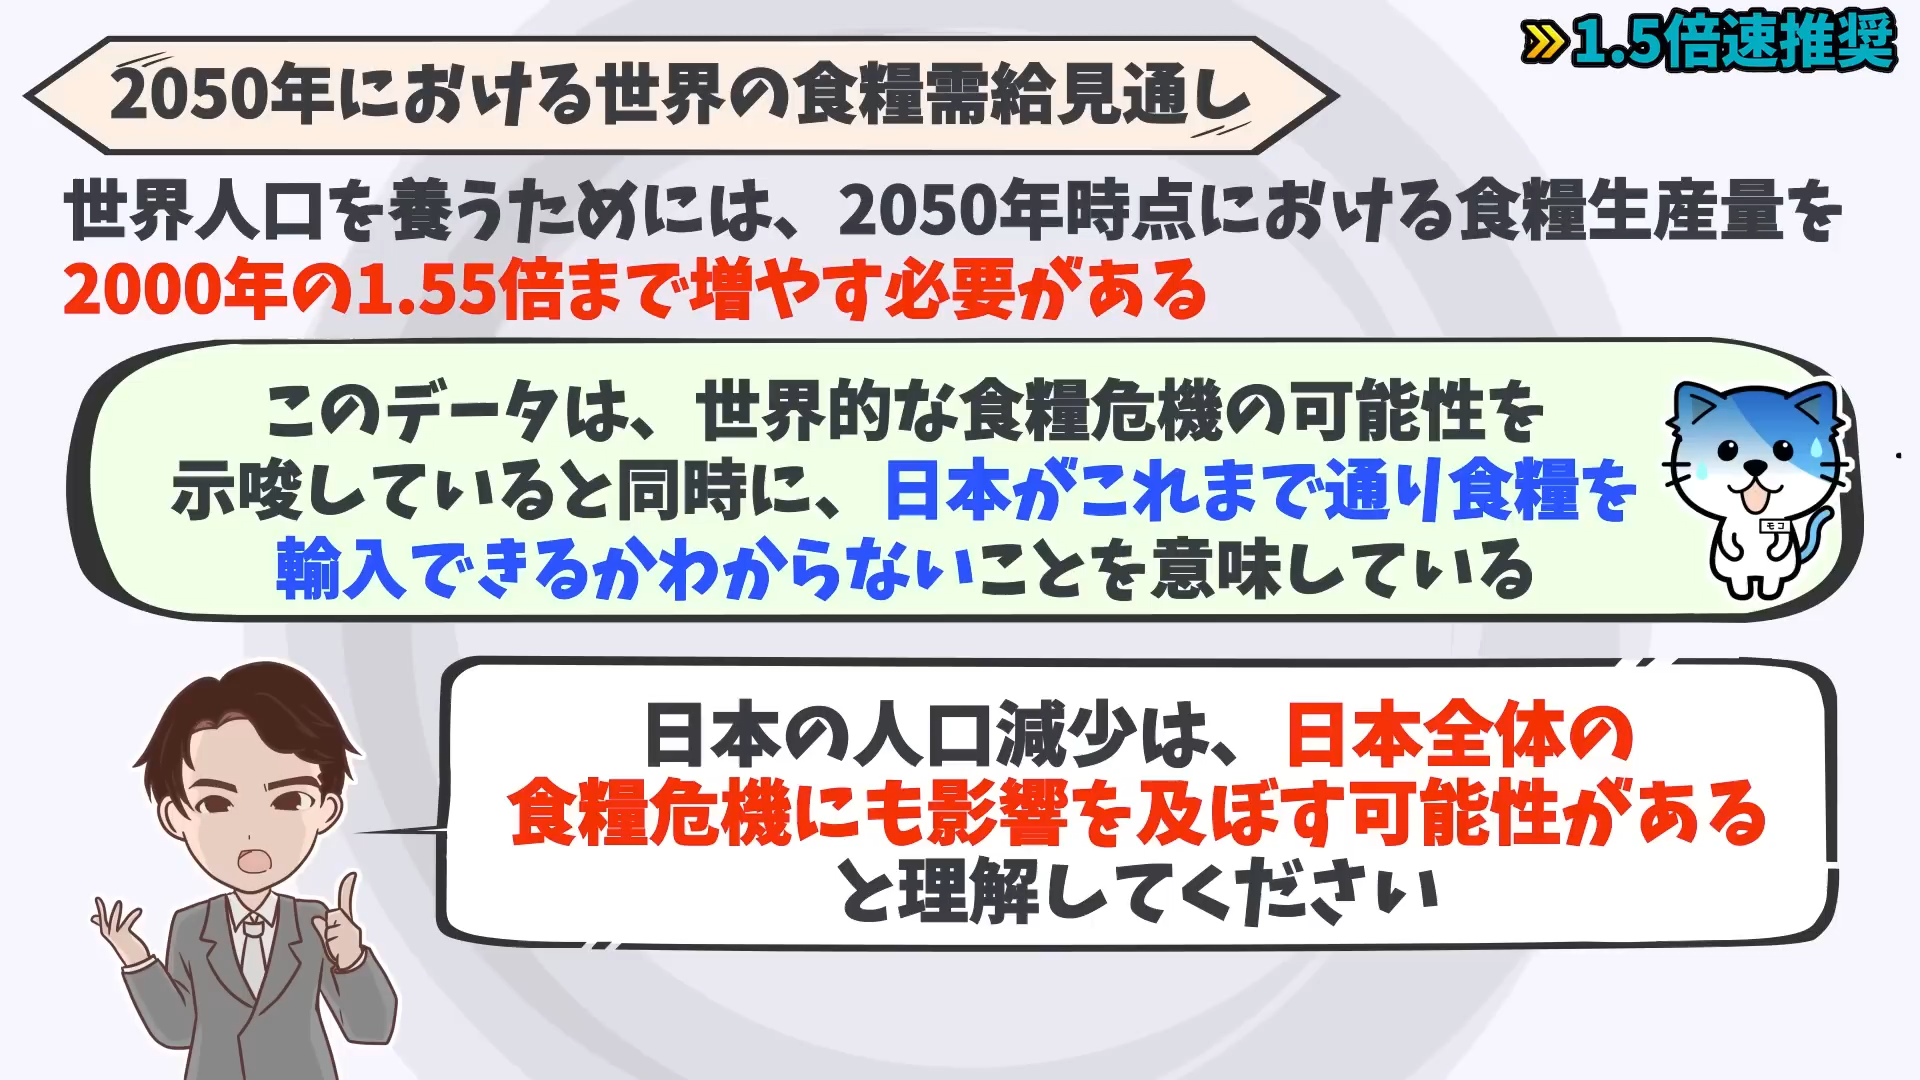 1.5倍速推奨
2050年における世界の食糧需給見通し
世界人口を養うためには、2050年時点における食糧生産量を
2000年の1.55倍まで増やす必要がある
このデータは、世界的な食糧危機の可能性を
示唆していると同時に、日本がこれまで通り食糧を
輸入できるかわからないことを意味している
モコ
日本の人口減少は、日本全体の
食糧危機にも影響を及ぼす可能性がある
と理解してください